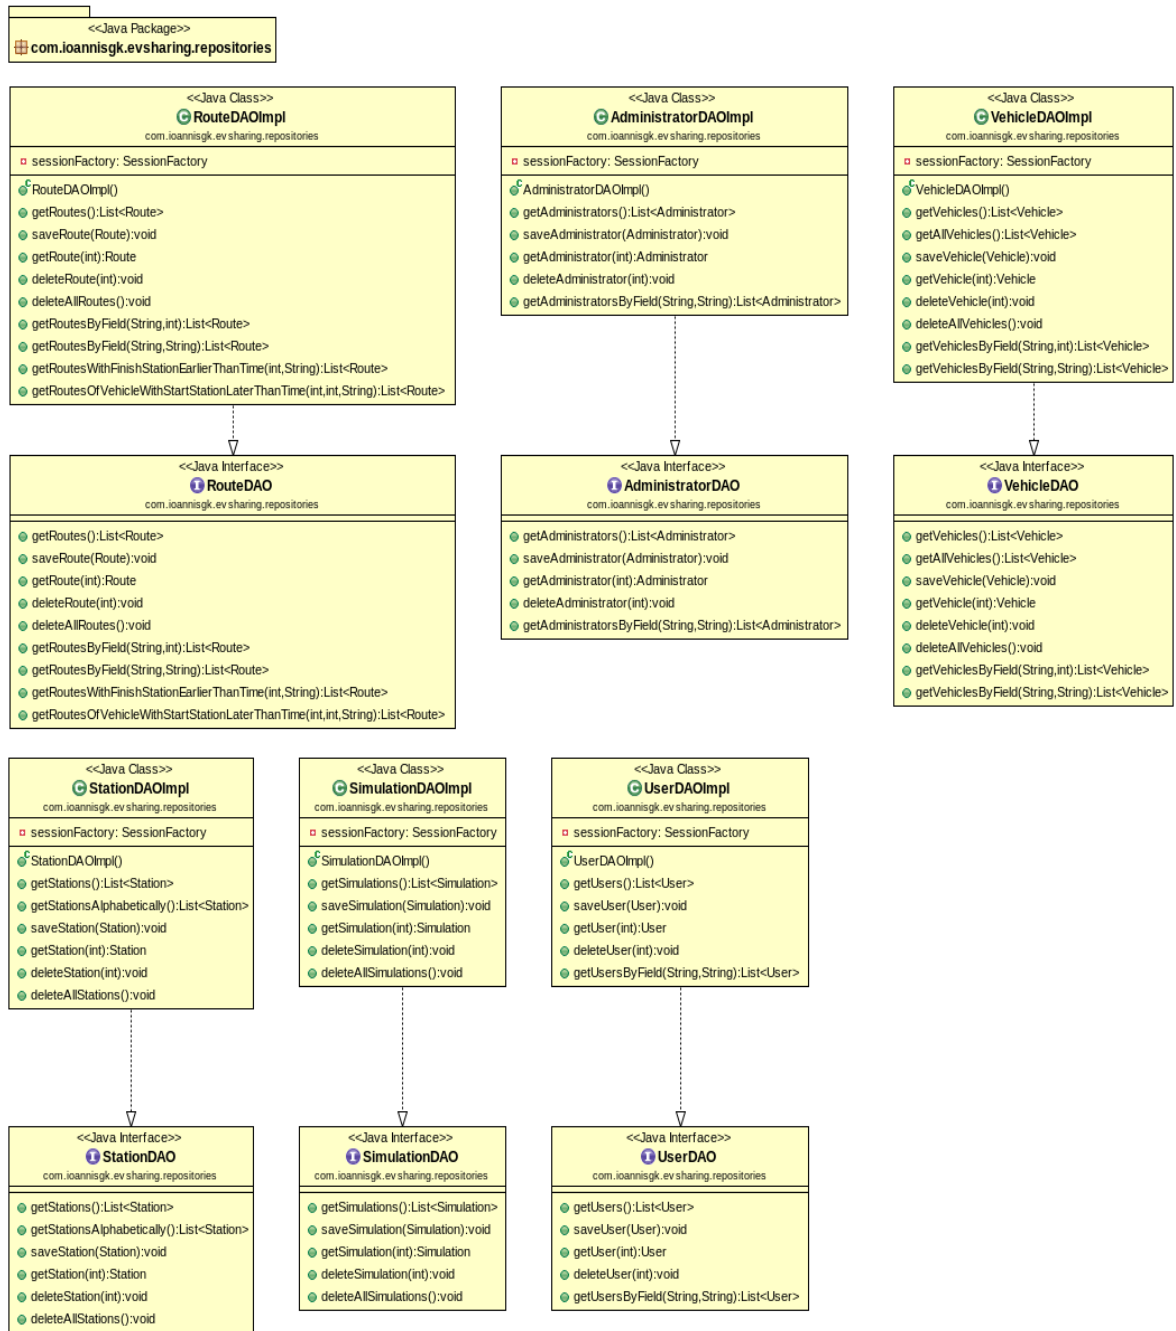 <<Java Package>>
com.ioannisgk.evsharing.repositories
<<Java Class>>
RouteDAOImpl
com.ioannisgk.evsharing.repositories
sessionFactory: SessionFactory
RouteDAOImpl()
getRoutes():List<Route>
saveRoute(Route):void
getRoute(int):Route
deleteRoute(int):void
deleteAllRoutes():void
getRoutesByField(String,int):List<Route>
getRoutesByField(String,String):List<Route>
getRoutesWithFinishStationEarlierThanTime(int,String):List<Route>
getRoutesOfVehicleWithStartStationLaterThanTime(int,int,String):List<Route>
<<Java Class>>
AdministratorDAOImpl
com.ioannisgk.evsharing.repositories
sessionFactory: SessionFactory
AdministratorDAOImpl()
getAdministrators():List<Administrator>
saveAdministrator(Administrator):void
getAdministrator(int):Administrator
deleteAdministrator(int):void
getAdministratorsByField(String,String):List<Administrator>
<<Java Class>>
VehicleDAOImpl
com.ioannisgk.evsharing.repositories
sessionFactory: SessionFactory
VehicleDAOImpl()
getVehicles():List<Vehicle>
getAllVehicles():List<Vehicle>
saveVehicle(Vehicle):void
getVehicle(int):Vehicle
deleteVehicle(int):void
deleteAllVehicles():void
getVehiclesByField(String,int):List<Vehicle>
getVehiclesByField(String,String):List<Vehicle>
<<Java Interface>>
RouteDAO
com.ioannisgk.evsharing.repositories
getRoutes():List<Route>
saveRoute(Route):void
getRoute(int):Route
deleteRoute(int):void
deleteAllRoutes():void
getRoutesByField(String,int):List<Route>
getRoutesByField(String,String):List<Route>
getRoutesWithFinishStationEarlierThanTime(int,String):List<Route>
getRoutesOfVehicleWithStartStationLaterThanTime(int,int,String):List<Route>
<<Java Interface>>
AdministratorDAO
com.ioannisgk.evsharing.repositories
getAdministrators():List<Administrator>
saveAdministrator(Administrator):void
getAdministrator(int):Administrator
deleteAdministrator(int):void
getAdministratorsByField(String,String):List<Administrator>
<<Java Interface>>
VehicleDAO
com.ioannisgk.evsharing.repositories
getVehicles():List<Vehicle>
getAllVehicles():List<Vehicle>
saveVehicle(Vehicle):void
getVehicle(int):Vehicle
deleteVehicle(int):void
deleteAllVehicles():void
getVehiclesByField(String,int):List<Vehicle>
getVehiclesByField(String,String):List<Vehicle>
<<Java Class>>
StationDAOImpl
com.ioannisgk.evsharing.repositories
sessionFactory: SessionFactory
StationDAOImpl()
getStations():List<Station>
getStationsAlphabetically():List<Station>
saveStation(Station):void
getStation(int):Station
deleteStation(int):void
deleteAllStations():void
<<Java Class>>
SimulationDAOImpl
com.ioannisgk.evsharing.repositories
sessionFactory: SessionFactory
SimulationDAOImpl()
getSimulations():List<Simulation>
saveSimulation(Simulation):void
getSimulation(int):Simulation
deleteSimulation(int):void
deleteAllSimulations():void
<<Java Class>>
UserDAOImpl
com.ioannisgk.evsharing.repositories
sessionFactory: SessionFactory
UserDAOImpl()
getUsers():List<User>
saveUser(User):void
getUser(int):User
deleteUser(int):void
getUsersByField(String,String):List<User>
<<Java Interface>>
StationDAO
com.ioannisgk.evsharing.repositories
getStations():List<Station>
getStationsAlphabetically():List<Station>
saveStation(Station):void
getStation(int):Station
deleteStation(int):void
deleteAllStations():void
<<Java Interface>>
SimulationDAO
com.ioannisgk.evsharing.repositories
getSimulations():List<Simulation>
saveSimulation(Simulation):void
getSimulation(int):Simulation
deleteSimulation(int):void
deleteAllSimulations():void
<<Java Interface>>
UserDAO
com.ioannisgk.evsharing.repositories
getUsers():List<User>
saveUser(User):void
getUser(int):User
deleteUser(int):void
getUsersByField(String,String):List<User>